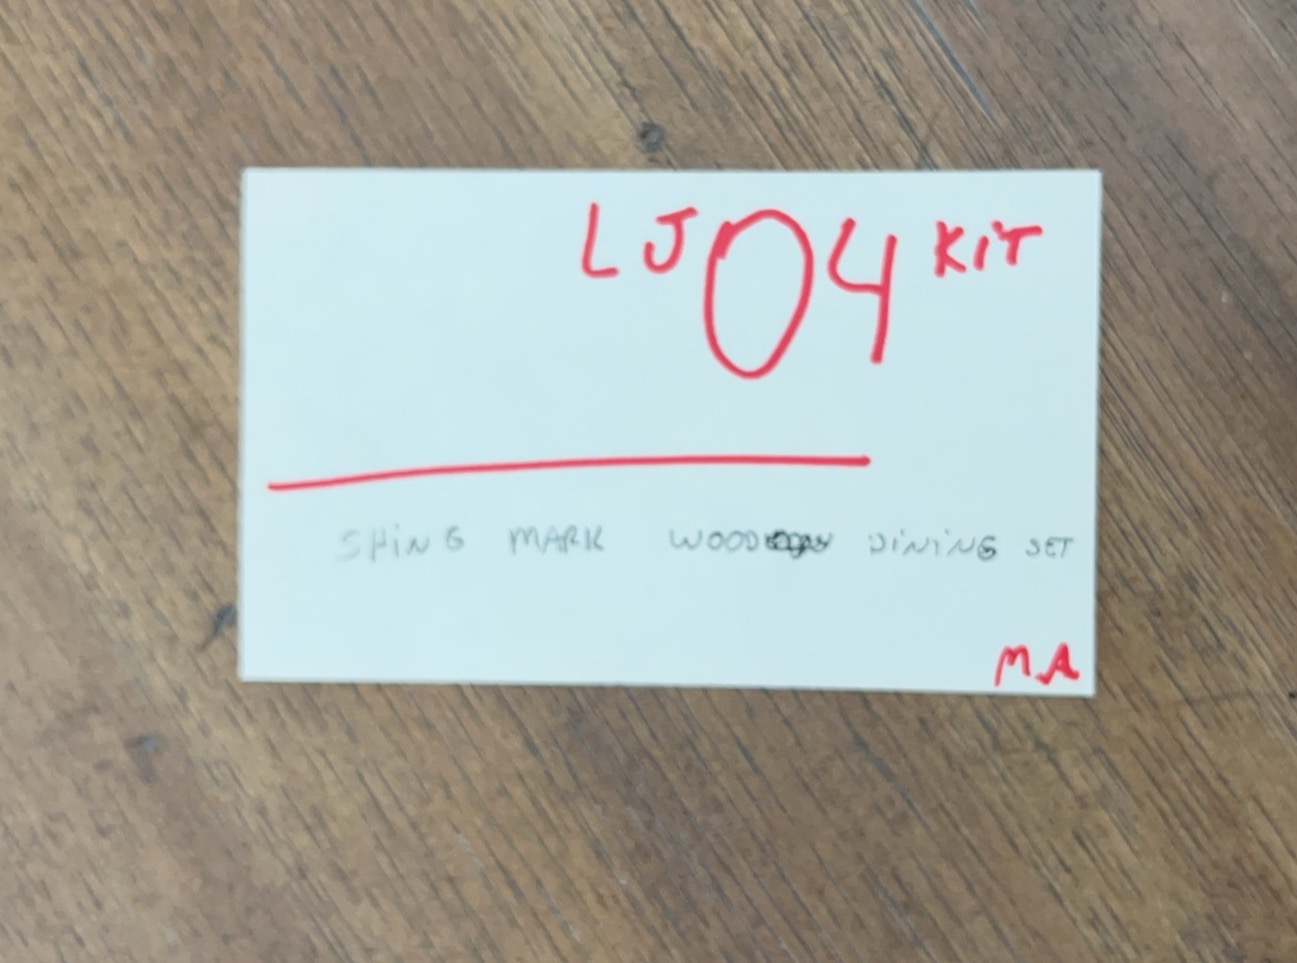 LJ 04 KIT
SHING MARK WOOD DINING SET
MA